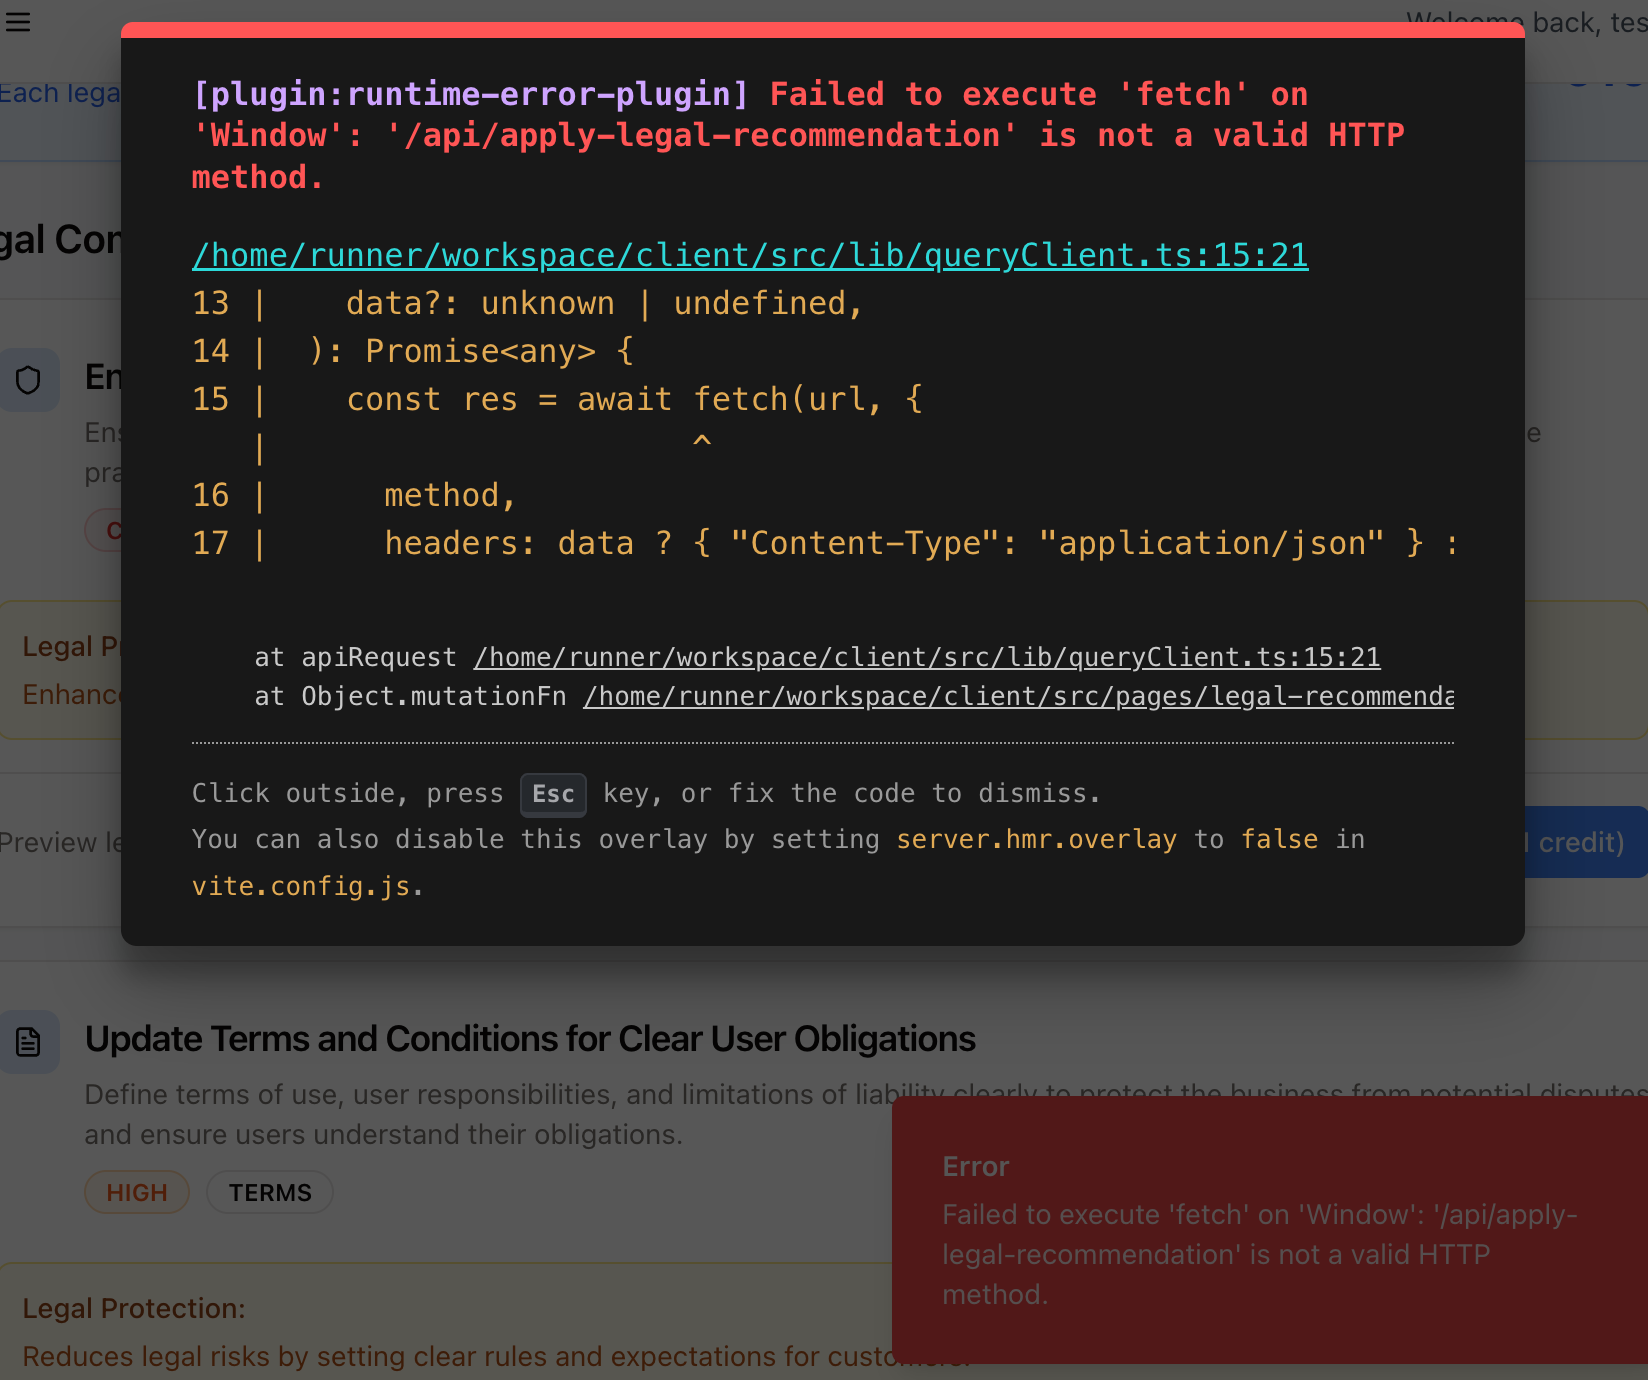 back, tes
Each lega
[plugin:runtime-error-plugin] Failed to execute 'fetch' on
'Window': '/api/apply-legal-recommendation' is not a valid HTTP
method.
gal Con
/home/runner/workspace/client/src/lib/queryClient.ts:15:21
13 |    data?: unknown | undefined,
14 |  ): Promise<any> {
15 |    const res = await fetch(url, {
   |                      ^
16 |      method,
17 |      headers: data ? { "Content-Type": "application/json" } :
En
Ens
e
pra
C
Legal Pr
Enhance
at apiRequest /home/runner/workspace/client/src/lib/queryClient.ts:15:21
at Object.mutationFn /home/runner/workspace/client/src/pages/legal-recommenda
Click outside, press Esc key, or fix the code to dismiss.
You can also disable this overlay by setting server.hmr.overlay to false in
vite.config.js.
Preview le
credit)
Update Terms and Conditions for Clear User Obligations
Define terms of use, user responsibilities, and limitations of liability clearly to protect the business from potential disputes
and ensure users understand their obligations.
HIGH
TERMS
Error
Failed to execute 'fetch' on 'Window': '/api/apply-
legal-recommendation' is not a valid HTTP
method.
Legal Protection:
Reduces legal risks by setting clear rules and expectations for customers.